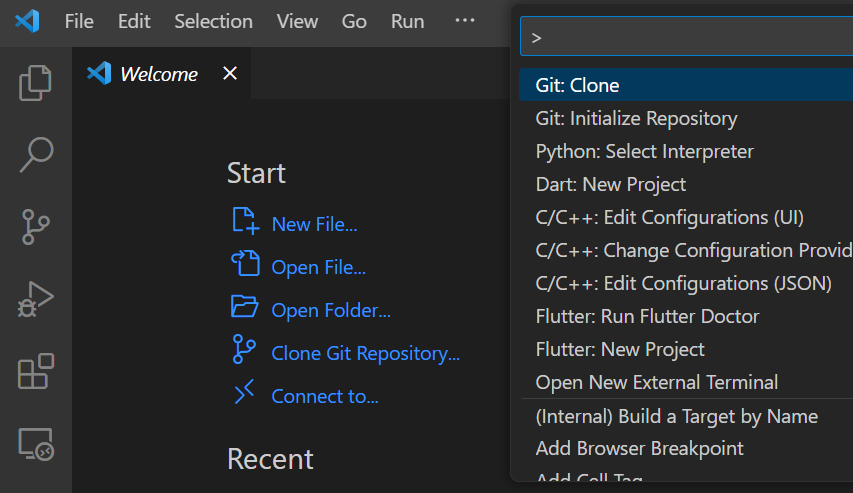 File Edit Selection View Go Run ···
Welcome
Start
New File...
Open File...
Open Folder...
Clone Git Repository...
Connect to...
Recent
>
Git: Clone
Git: Initialize Repository
Python: Select Interpreter
Dart: New Project
C/C++: Edit Configurations (UI)
C/C++: Change Configuration Provid
C/C++: Edit Configurations (JSON)
Flutter: Run Flutter Doctor
Flutter: New Project
Open New External Terminal
(Internal) Build a Target by Name
Add Browser Breakpoint
Add Cell Tag